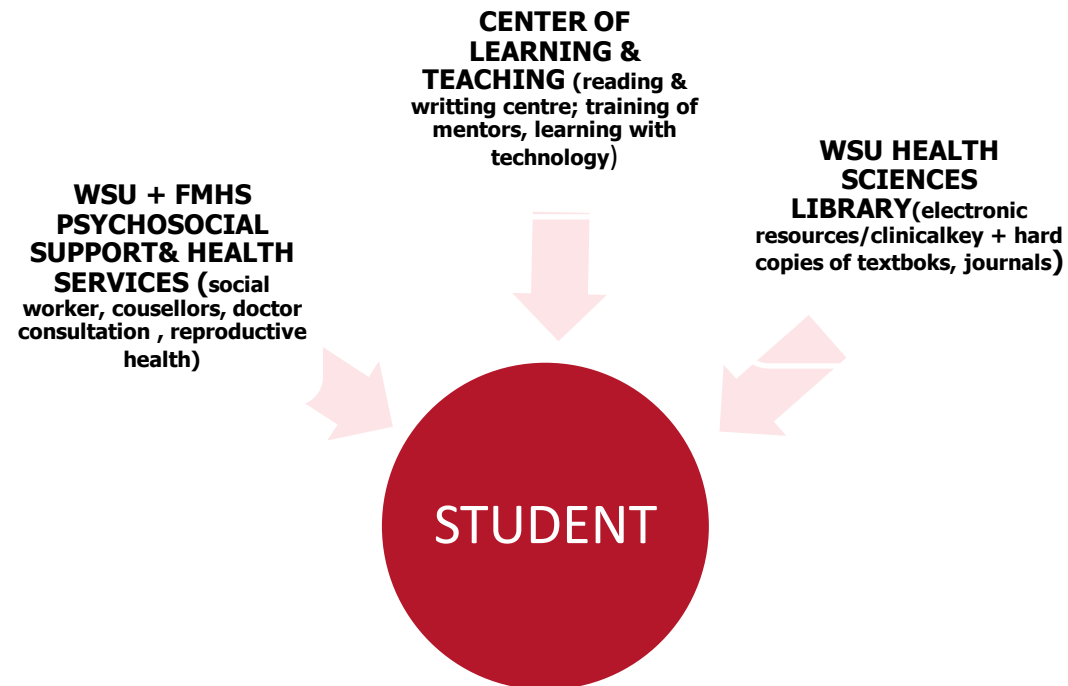 CENTER OF
LEARNING &
TEACHING (reading &
writting centre; training of
mentors, learning with
technology)
WSU HEALTH
SCIENCES
LIBRARY(electronic
resources/clinicalkey + hard
copies of textboks, journals)
WSU + FMHS
PSYCHOSOCIAL
SUPPORT& HEALTH
SERVICES (social
worker, cousellors, doctor
consultation , reproductive
health)
STUDENT